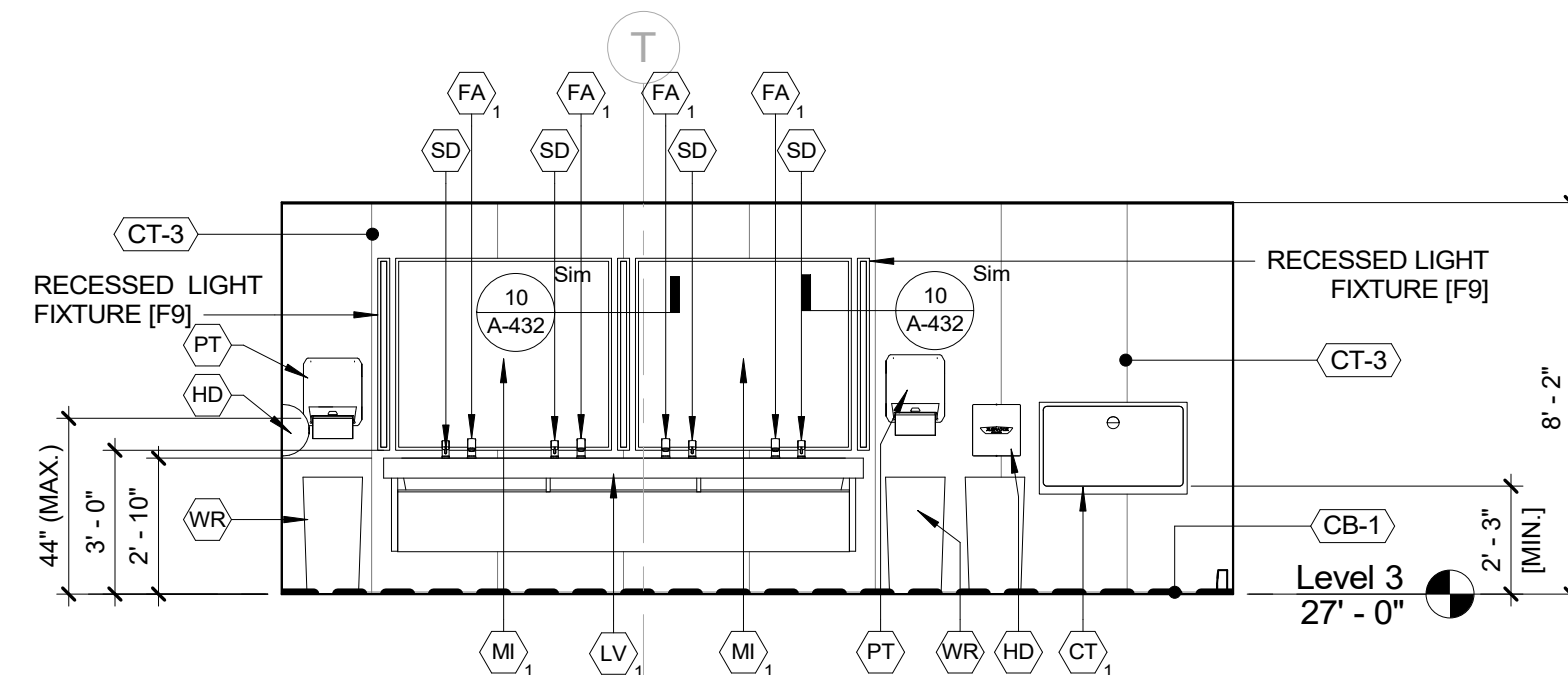 T
FA 1
FA 1
FA 1
FA 1
SD
SD
SD
SD
CT-3
RECESSED LIGHT
FIXTURE [F9]
Sim
10
A-432
Sim
10
A-432
RECESSED LIGHT
FIXTURE [F9]
PT
HD
CT-3
WR
44" (MAX.)
3' - 0"
2' - 10"
8' - 2"
2' - 3"
[MIN.]
CB-1
Level 3
27' - 0"
MI 1
LV 1
MI 1
PT
WR
HD
CT 1